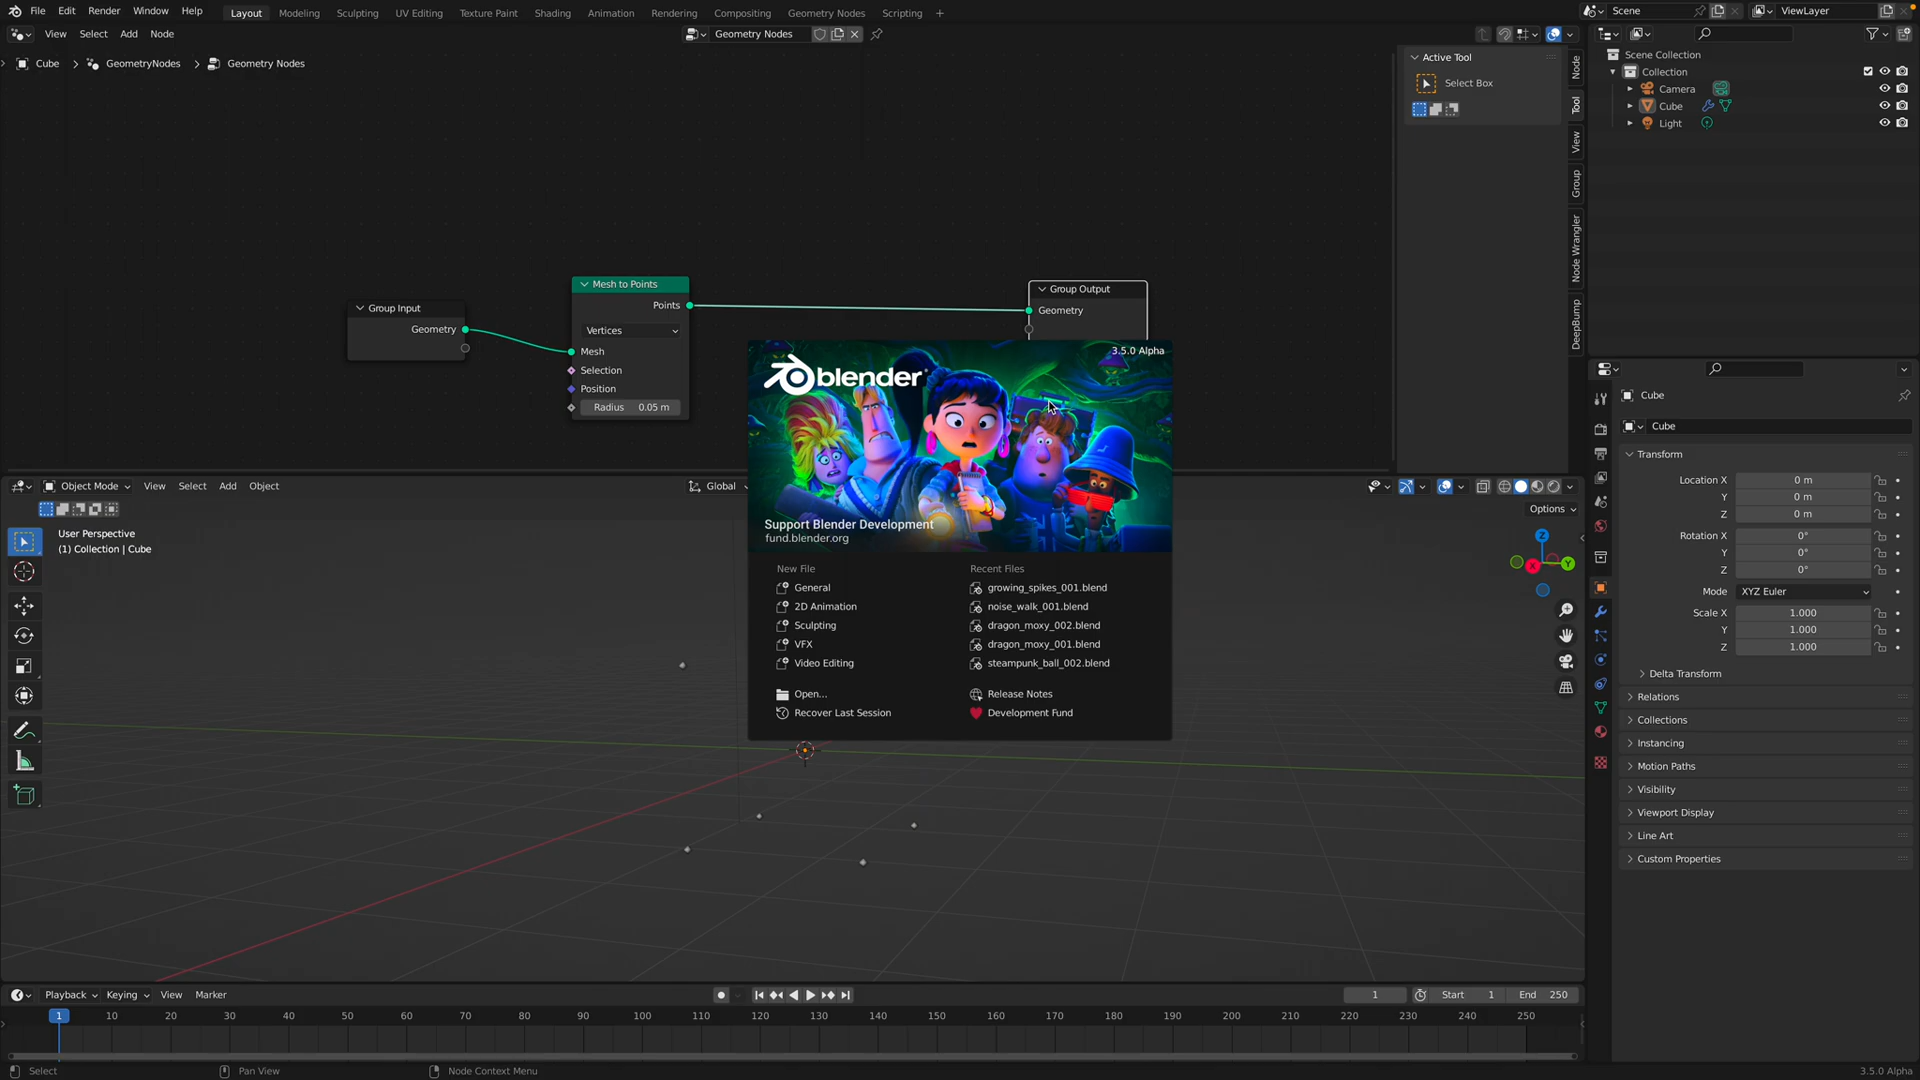 File Edit Render Window Help Layout Modeling Sculpting UV Editing Texture Paint Shading Animation Rendering Compositing Geometry Nodes Scripting + Scene ViewLayer
View Select Add Node Geometry Nodes
Cube > GeometryNodes > Geometry Nodes
Active Tool
Select Box
Node
Tool
View
Group
Node Wrangler
DeepBump
Scene Collection
Collection
Camera
Cube
Light
Group Input
Geometry
Mesh to Points
Points
Vertices
Mesh
Selection
Position
Radius 0.05 m
Group Output
Geometry
3.5.0 Alpha
blender
Support Blender Development
fund.blender.org
New File
General
2D Animation
Sculpting
VFX
Video Editing
Open...
Recover Last Session
Recent Files
growing_spikes_001.blend
noise_walk_001.blend
dragon_moxy_002.blend
dragon_moxy_001.blend
steampunk_ball_002.blend
Release Notes
Development Fund
Object Mode View Select Add Object Global
Options
User Perspective
(1) Collection | Cube
Z
X
Y
Cube
Cube
Transform
Location X 0 m
Y 0 m
Z 0 m
Rotation X 0°
Y 0°
Z 0°
Mode XYZ Euler
Scale X 1.000
Y 1.000
Z 1.000
Delta Transform
Relations
Collections
Instancing
Motion Paths
Visibility
Viewport Display
Line Art
Custom Properties
Playback Keying View Marker 1 Start 1 End 250
1 10 20 30 40 50 60 70 80 90 100 110 120 130 140 150 160 170 180 190 200 210 220 230 240 250
Select Pan View Node Context Menu 3.5.0 Alpha